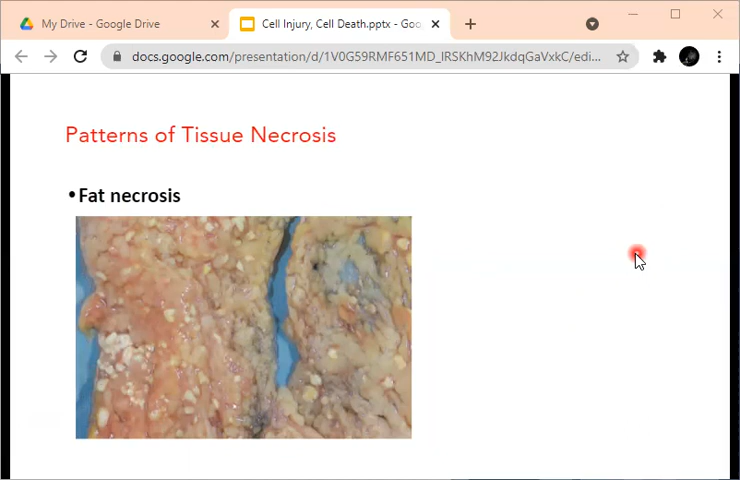 My Drive - Google Drive
Cell Injury, Cell Death.pptx - Goo
docs.google.com/presentation/d/1V0G59RMF651MD_lRSKhM92JkdqGaVxkC/edi...
Patterns of Tissue Necrosis
•Fat necrosis